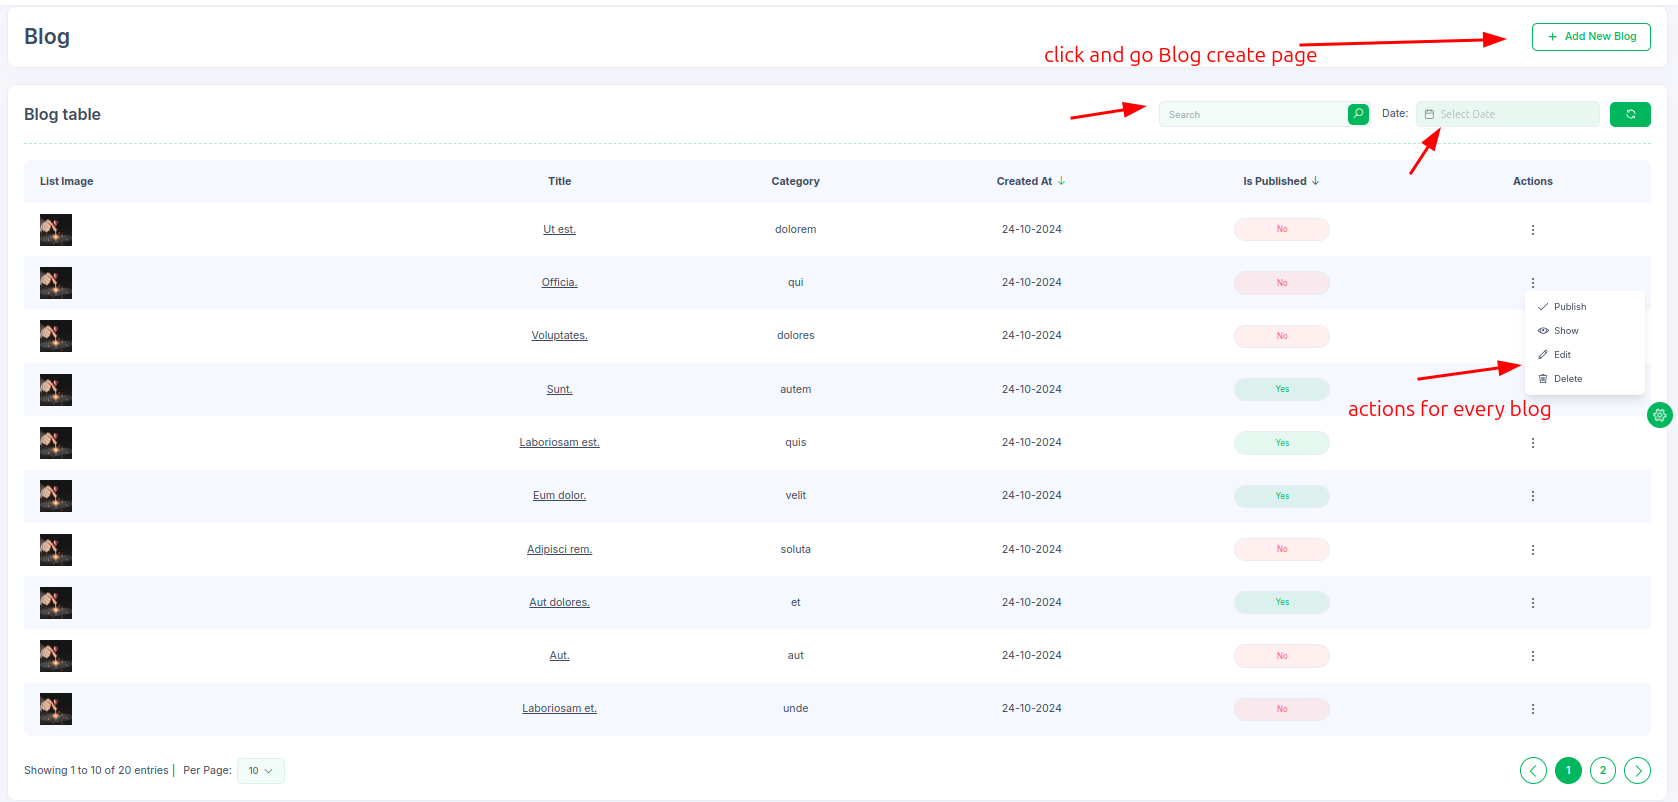 Blog
+ Add New Blog
click and go Blog create page
Blog table
Search
Date:
Select Date
List Image Title Category Created At ↓ Is Published ↓ Actions
Ut est. dolorem 24-10-2024 No
Officia. qui 24-10-2024 No
Publish
Show
Edit
Delete
Voluptates. dolores 24-10-2024 No
Sunt. autem 24-10-2024 Yes
actions for every blog
Laboriosam est. quis 24-10-2024 Yes
Eum dolor. velit 24-10-2024 Yes
Adipisci rem. soluta 24-10-2024 No
Aut dolores. et 24-10-2024 Yes
Aut. aut 24-10-2024 No
Laboriosam et. unde 24-10-2024 No
Showing 1 to 10 of 20 entries | Per Page: 10
1 2